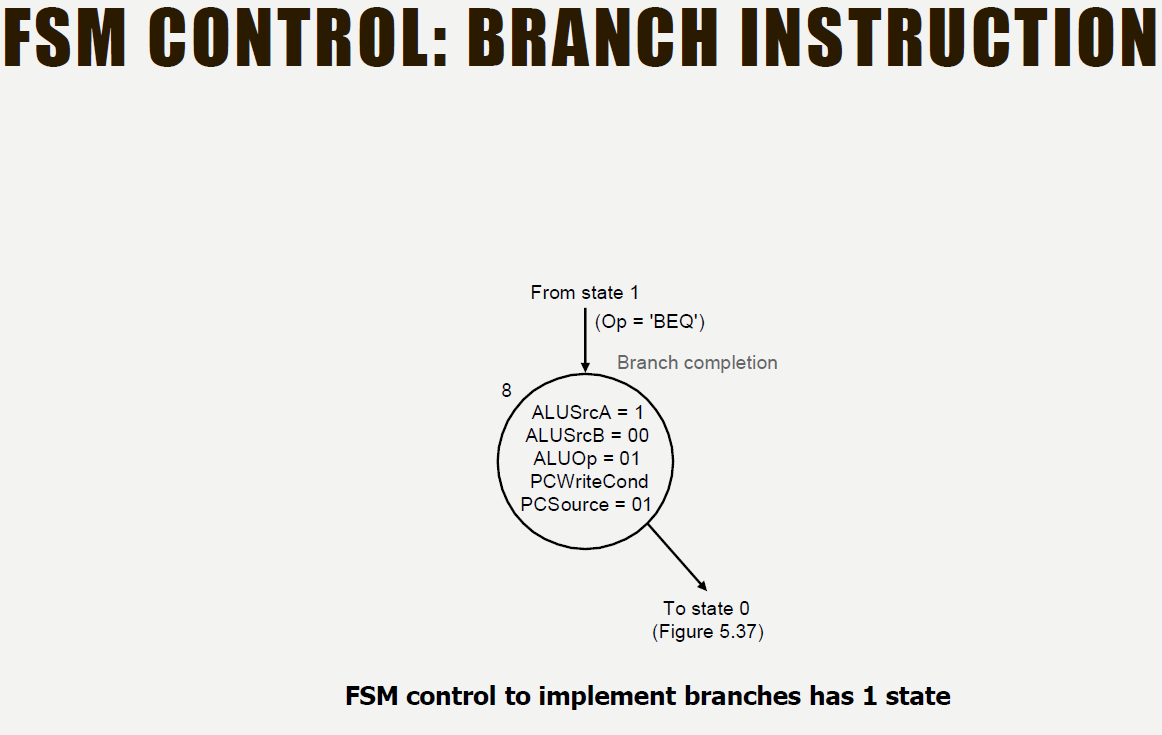 FSM CONTROL: BRANCH INSTRUCTION
From state 1
(Op = 'BEQ')
Branch completion
8
ALUSrcA = 1
ALUSrcB = 00
ALUOp = 01
PCWriteCond
PCSource = 01
To state 0
(Figure 5.37)
FSM control to implement branches has 1 state